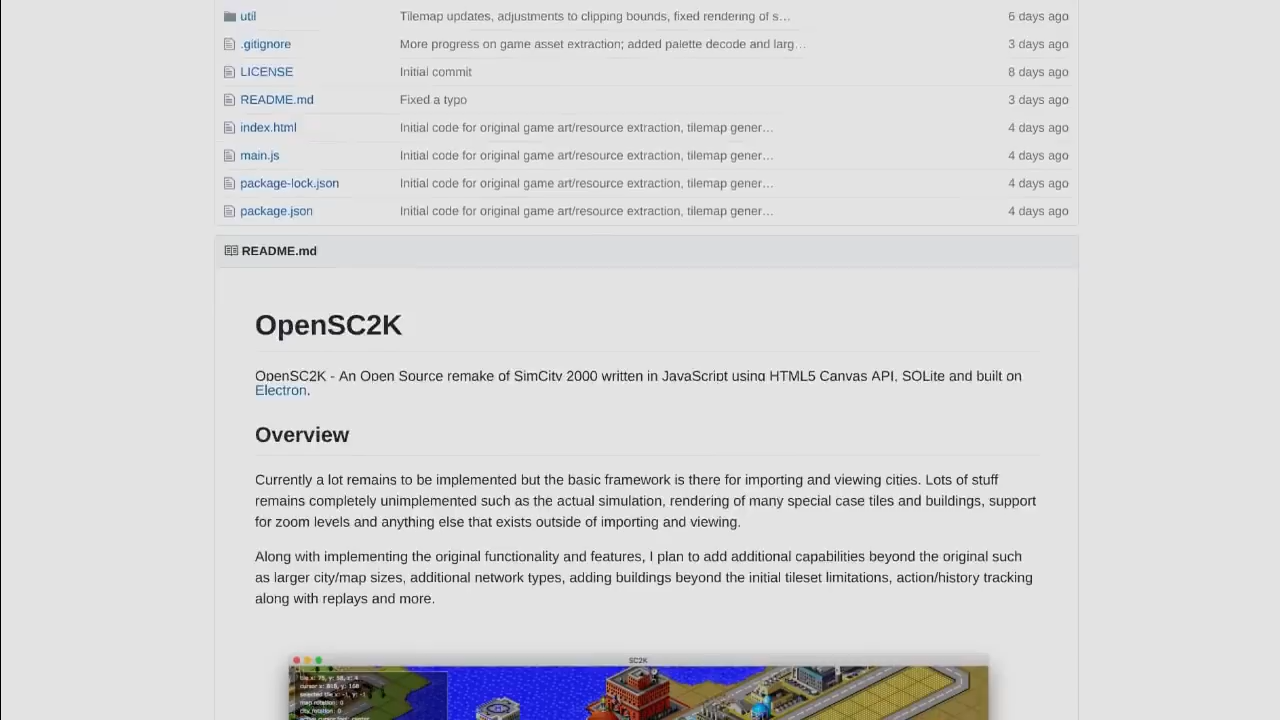 util Tilemap updates, adjustments to clipping bounds, fixed rendering of s… 6 days ago
.gitignore More progress on game asset extraction; added palette decode and larg… 3 days ago
LICENSE Initial commit 8 days ago
README.md Fixed a typo 3 days ago
index.html Initial code for original game art/resource extraction, tilemap gener… 4 days ago
main.js Initial code for original game art/resource extraction, tilemap gener… 4 days ago
package-lock.json Initial code for original game art/resource extraction, tilemap gener… 4 days ago
package.json Initial code for original game art/resource extraction, tilemap gener… 4 days ago
README.md
OpenSC2K
OpenSC2K - An Open Source remake of SimCity 2000 written in JavaScript using HTML5 Canvas API, SQLite and built on
Electron.
Overview
Currently a lot remains to be implemented but the basic framework is there for importing and viewing cities. Lots of stuff
remains completely unimplemented such as the actual simulation, rendering of many special case tiles and buildings, support
for zoom levels and anything else that exists outside of importing and viewing.
Along with implementing the original functionality and features, I plan to add additional capabilities beyond the original such
as larger city/map sizes, additional network types, adding buildings beyond the initial tileset limitations, action/history tracking
along with replays and more.
SC2K
map rotation: 0
city rotation: 0